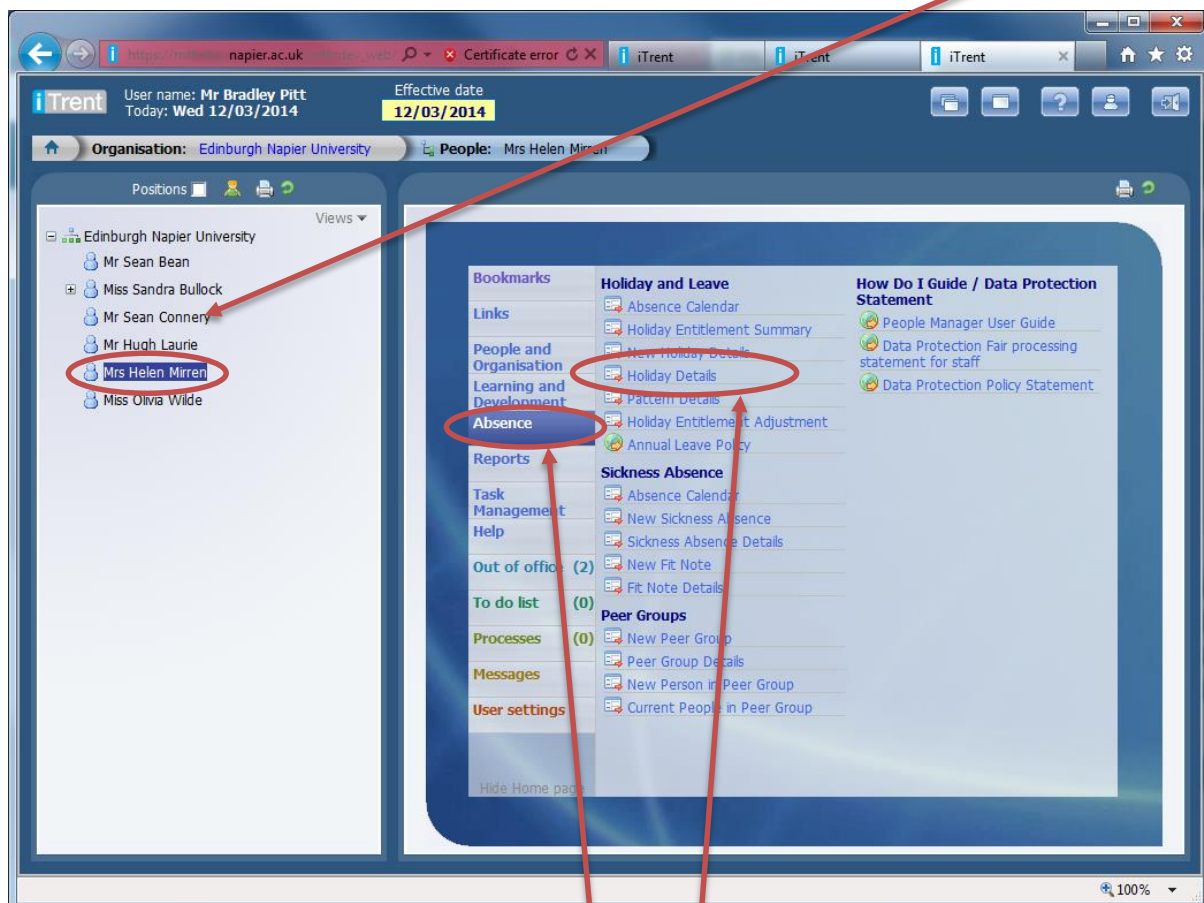 napier.ac.uk
Certificate error
iTrent
iTrent
iTrent
iTrent
User name: Mr Bradley Pitt
Today: Wed 12/03/2014
Effective date
12/03/2014
Organisation: Edinburgh Napier University
People: Mrs Helen Mirren
Positions
Views
Edinburgh Napier University
Mr Sean Bean
Miss Sandra Bullock
Mr Sean Connery
Mr Hugh Laurie
Mrs Helen Mirren
Miss Olivia Wilde
Bookmarks
Links
People and
Organisation
Learning and
Development
Absence
Reports
Task
Management
Help
Out of office (2)
To do list (0)
Processes (0)
Messages
User settings
Hide Home page
Holiday and Leave
Absence Calendar
Holiday Entitlement Summary
New Holiday Details
Holiday Details
Pattern Details
Holiday Entitlement Adjustment
Annual Leave Policy
Sickness Absence
Absence Calendar
New Sickness Absence
Sickness Absence Details
New Fit Note
Fit Note Details
Peer Groups
New Peer Group
Peer Group Details
New Person in Peer Group
Current People in Peer Group
How Do I Guide / Data Protection
Statement
People Manager User Guide
Data Protection Fair processing
statement for staff
Data Protection Policy Statement
100%